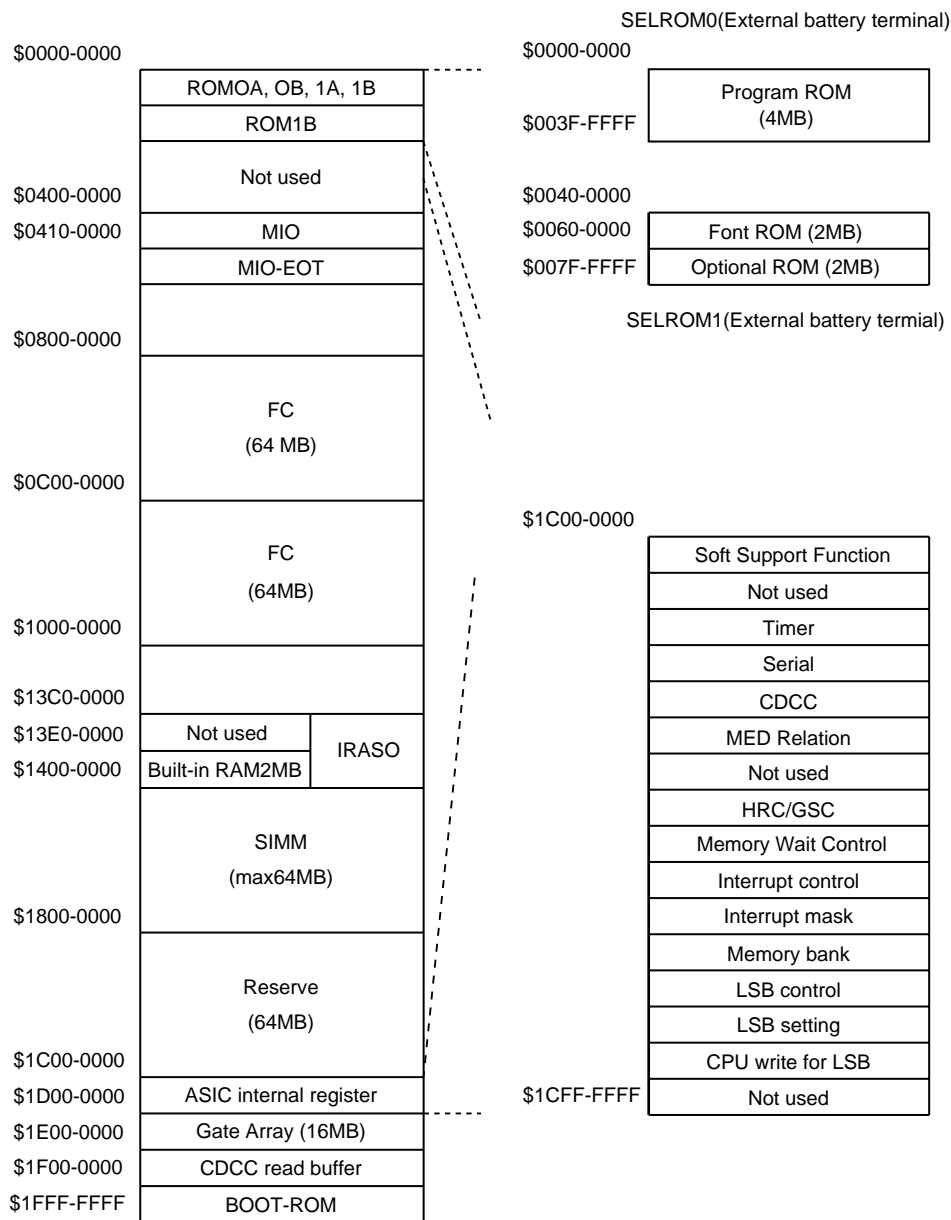 SELROM0(External battery terminal)
$0000-0000
ROMOA, OB, 1A, 1B
ROM1B
Not used
$0400-0000
$0410-0000
MIO
MIO-EOT
$0800-0000
FC
(64 MB)
$0C00-0000
FC
(64MB)
$1000-0000
$13C0-0000
$13E0-0000
Not used
IRASO
$1400-0000
Built-in RAM2MB
SIMM
(max64MB)
$1800-0000
Reserve
(64MB)
$1C00-0000
$1D00-0000
ASIC internal register
$1E00-0000
Gate Array (16MB)
$1F00-0000
CDCC read buffer
$1FFF-FFFF
BOOT-ROM
$0000-0000
Program ROM
(4MB)
$003F-FFFF
$0040-0000
$0060-0000
Font ROM (2MB)
$007F-FFFF
Optional ROM (2MB)
SELROM1(External battery termial)
$1C00-0000
Soft Support Function
Not used
Timer
Serial
CDCC
MED Relation
Not used
HRC/GSC
Memory Wait Control
Interrupt control
Interrupt mask
Memory bank
LSB control
LSB setting
CPU write for LSB
$1CFF-FFFF
Not used